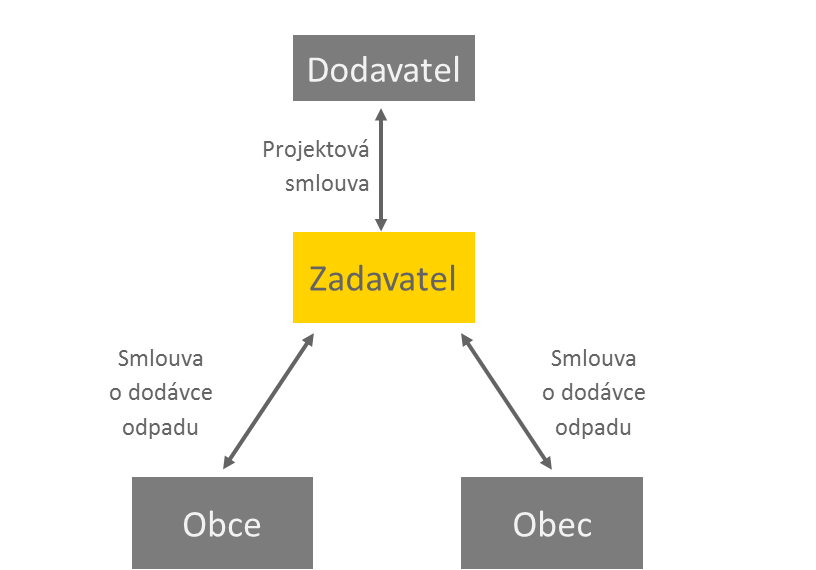 Dodavatel
Projektová
smlouva
Zadavatel
Smlouva
o dodávce
odpadu
Smlouva
o dodávce
odpadu
Obce
Obec